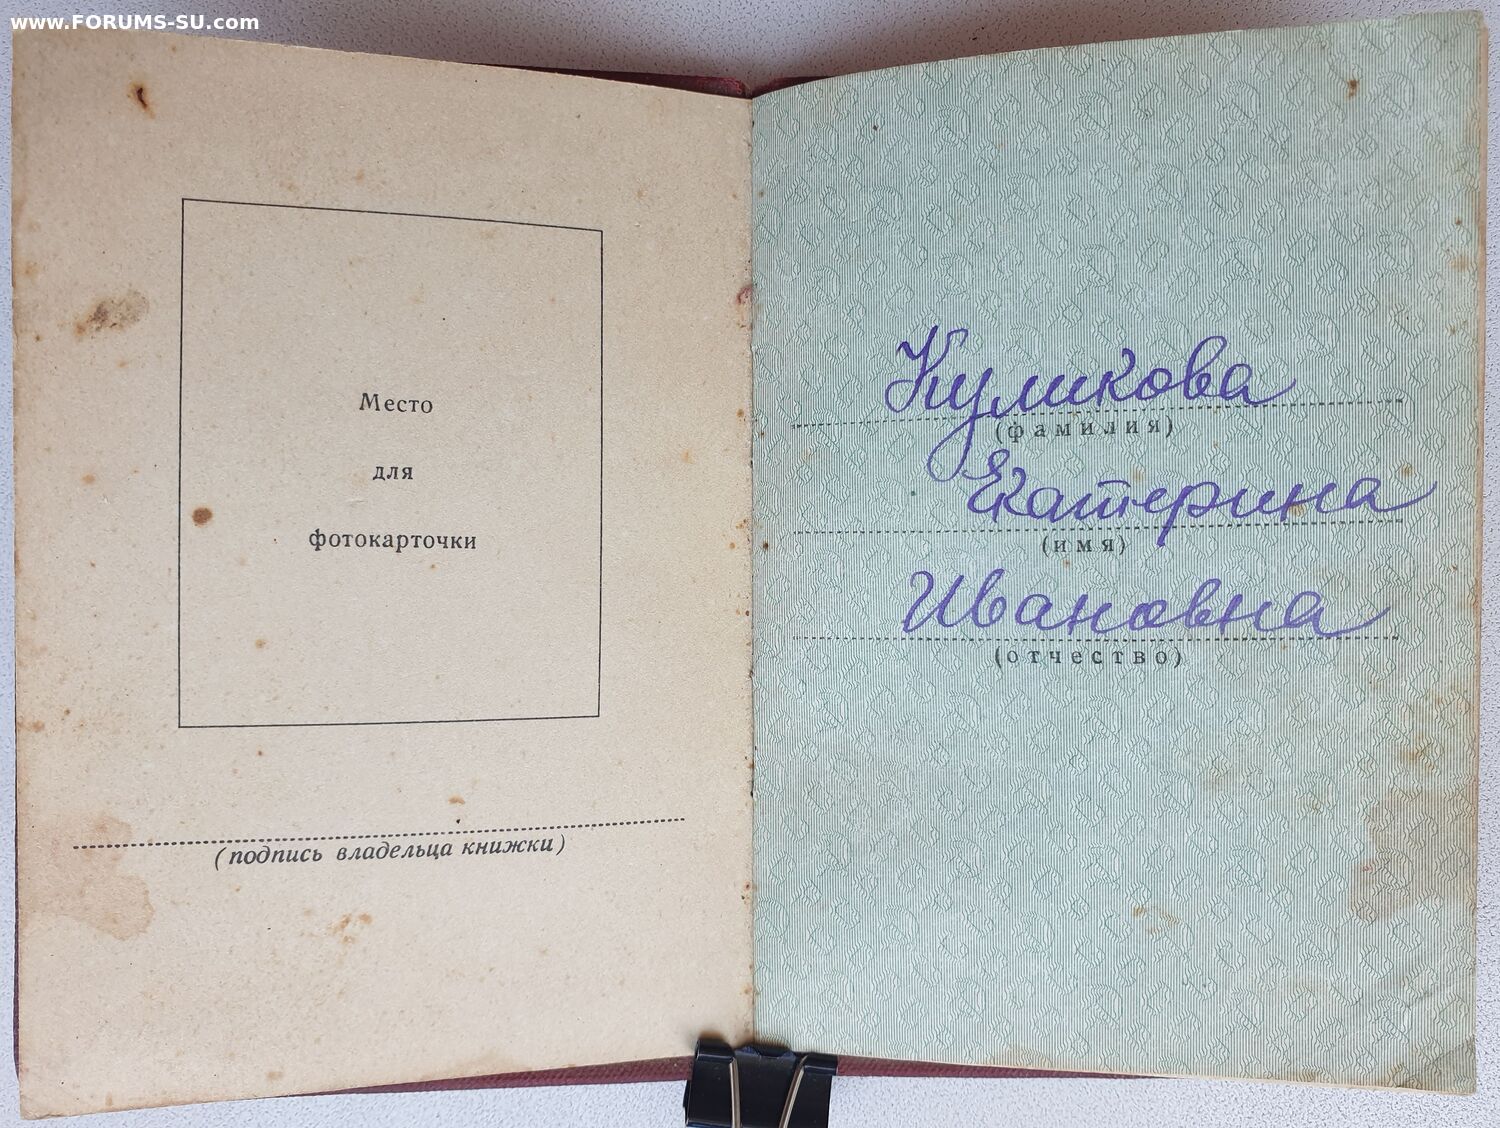 www.FORUMS-SU.com
Место
для
фотокарточки
(подпись владельца книжки)
Куликова
(фамилия)
Екатерина
(имя)
Ивановна
(отчество)